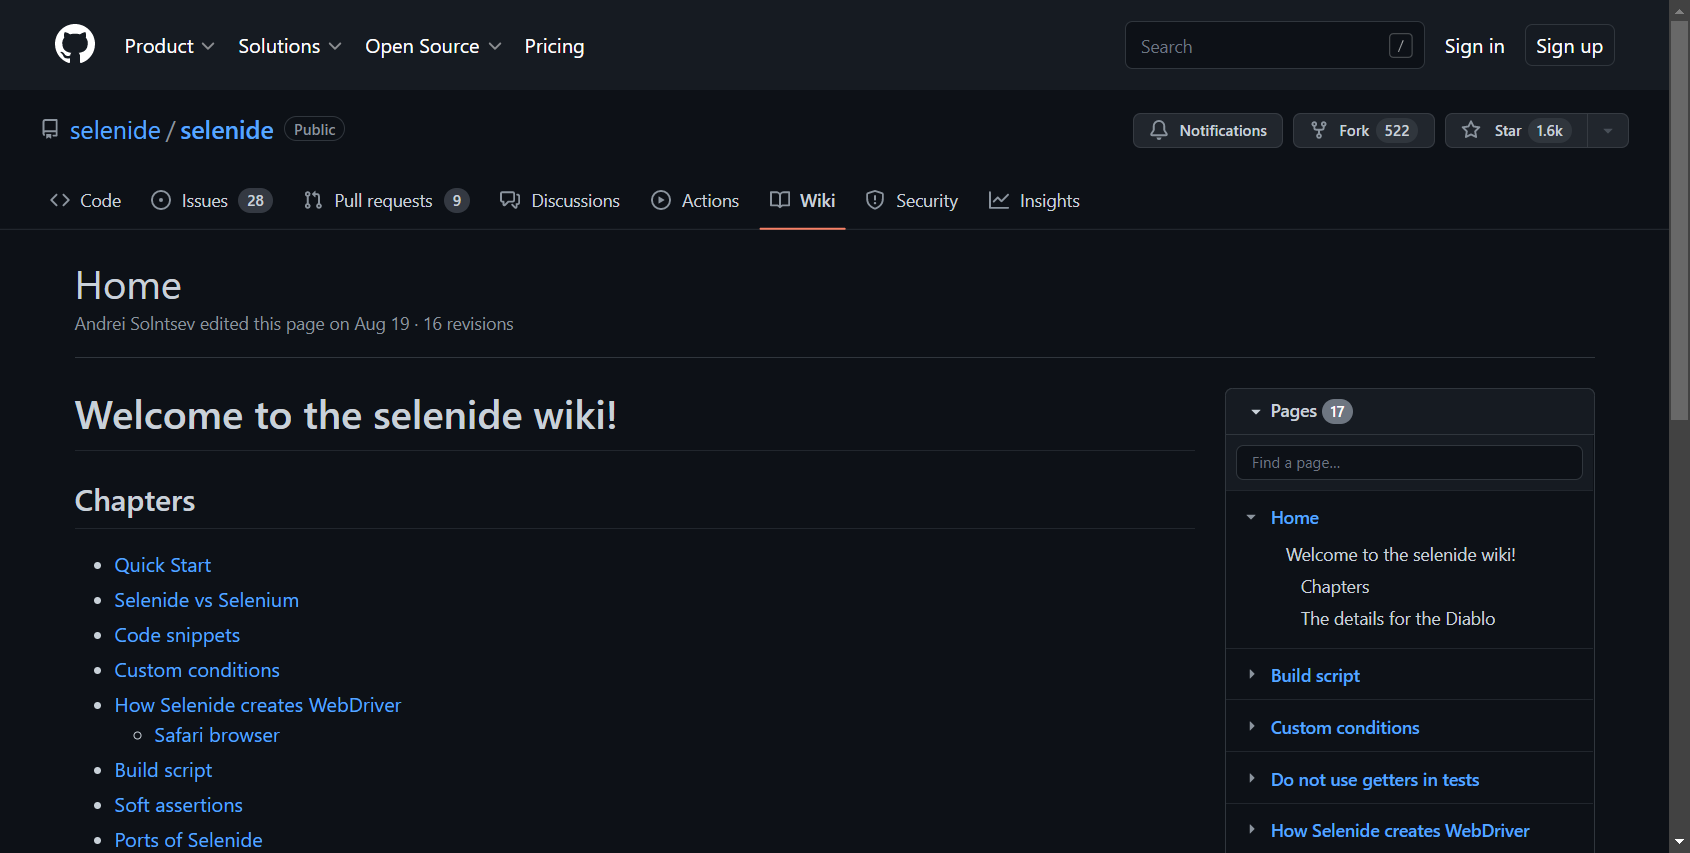 Product Solutions Open Source Pricing Search / Sign in Sign up
selenide / selenide Public Notifications Fork 522 Star 1.6k
Code Issues 28 Pull requests 9 Discussions Actions Wiki Security Insights
Home
Andrei Solntsev edited this page on Aug 19 · 16 revisions
Welcome to the selenide wiki!
Chapters
Quick Start
Selenide vs Selenium
Code snippets
Custom conditions
How Selenide creates WebDriver
Safari browser
Build script
Soft assertions
Ports of Selenide
Pages 17
Find a page...
Home
Welcome to the selenide wiki!
Chapters
The details for the Diablo
Build script
Custom conditions
Do not use getters in tests
How Selenide creates WebDriver